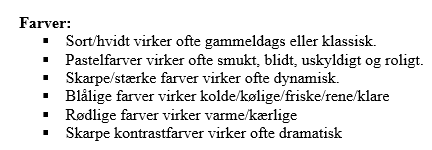 Farver:
▪ Sort/hvidt virker ofte gammeldags eller klassisk.
▪ Pastelfarver virker ofte smukt, blidt, uskyldigt og roligt.
▪ Skarpe/stærke farver virker ofte dynamisk.
▪ Blålige farver virker kolde/kølige/friske/rene/klare
▪ Rødlige farver virker varme/kærlige
▪ Skarpe kontrastfarver virker ofte dramatisk